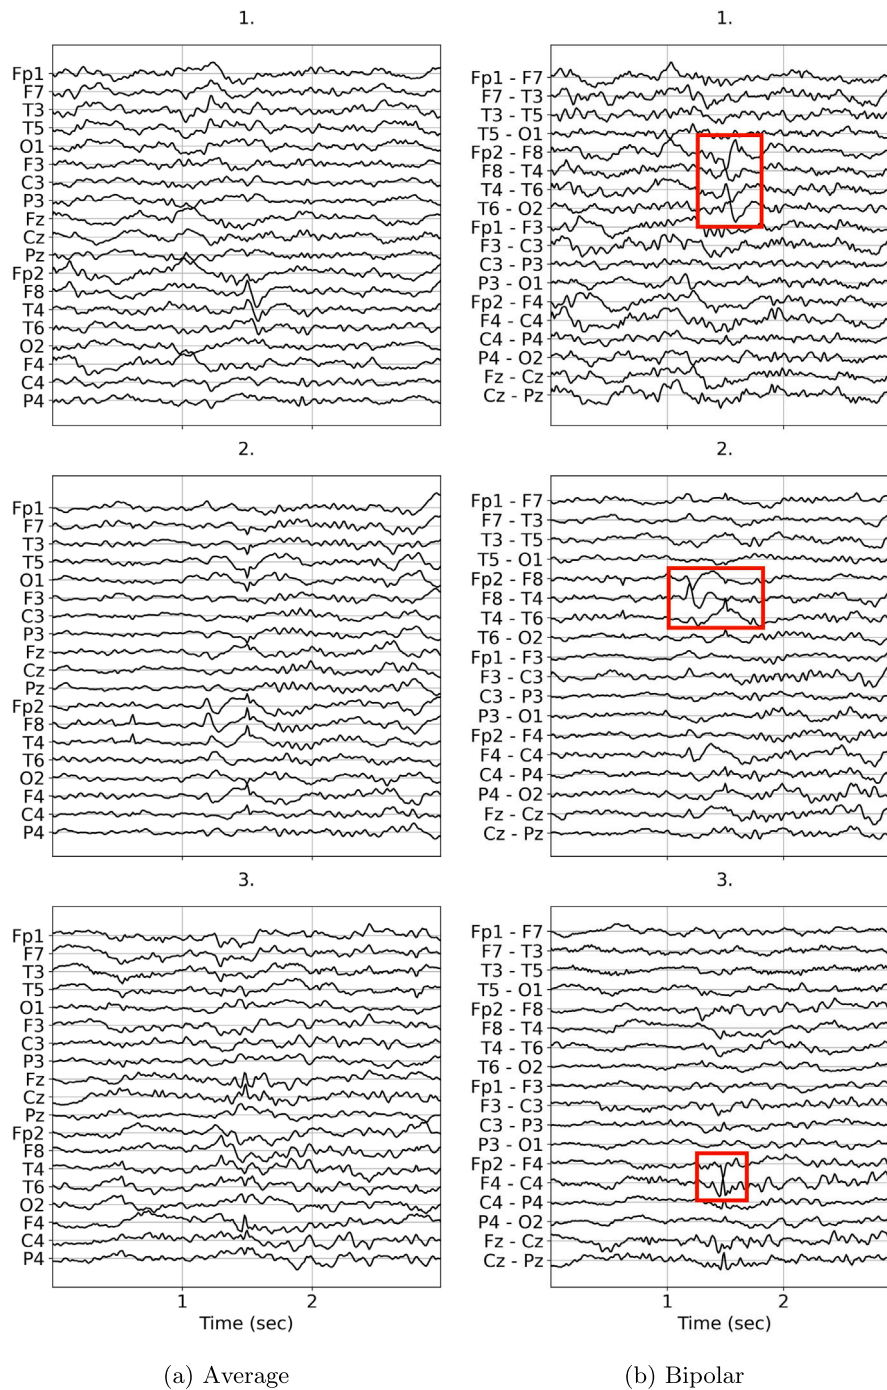 1.
Fp1
F7
T3
T5
O1
F3
C3
P3
Fz
Cz
Pz
Fp2
F8
T4
T6
O2
F4
C4
P4
1.
Fp1 - F7
F7 - T3
T3 - T5
T5 - O1
Fp2 - F8
F8 - T4
T4 - T6
T6 - O2
Fp1 - F3
F3 - C3
C3 - P3
P3 - O1
Fp2 - F4
F4 - C4
C4 - P4
P4 - O2
Fz - Cz
Cz - Pz
2.
Fp1
F7
T3
T5
O1
F3
C3
P3
Fz
Cz
Pz
Fp2
F8
T4
T6
O2
F4
C4
P4
2.
Fp1 - F7
F7 - T3
T3 - T5
T5 - O1
Fp2 - F8
F8 - T4
T4 - T6
T6 - O2
Fp1 - F3
F3 - C3
C3 - P3
P3 - O1
Fp2 - F4
F4 - C4
C4 - P4
P4 - O2
Fz - Cz
Cz - Pz
3.
Fp1
F7
T3
T5
O1
F3
C3
P3
Fz
Cz
Pz
Fp2
F8
T4
T6
O2
F4
C4
P4
1 2
Time (sec)
3.
Fp1 - F7
F7 - T3
T3 - T5
T5 - O1
Fp2 - F8
F8 - T4
T4 - T6
T6 - O2
Fp1 - F3
F3 - C3
C3 - P3
P3 - O1
Fp2 - F4
F4 - C4
C4 - P4
P4 - O2
Fz - Cz
Cz - Pz
1 2
Time (sec)
(a) Average
(b) Bipolar